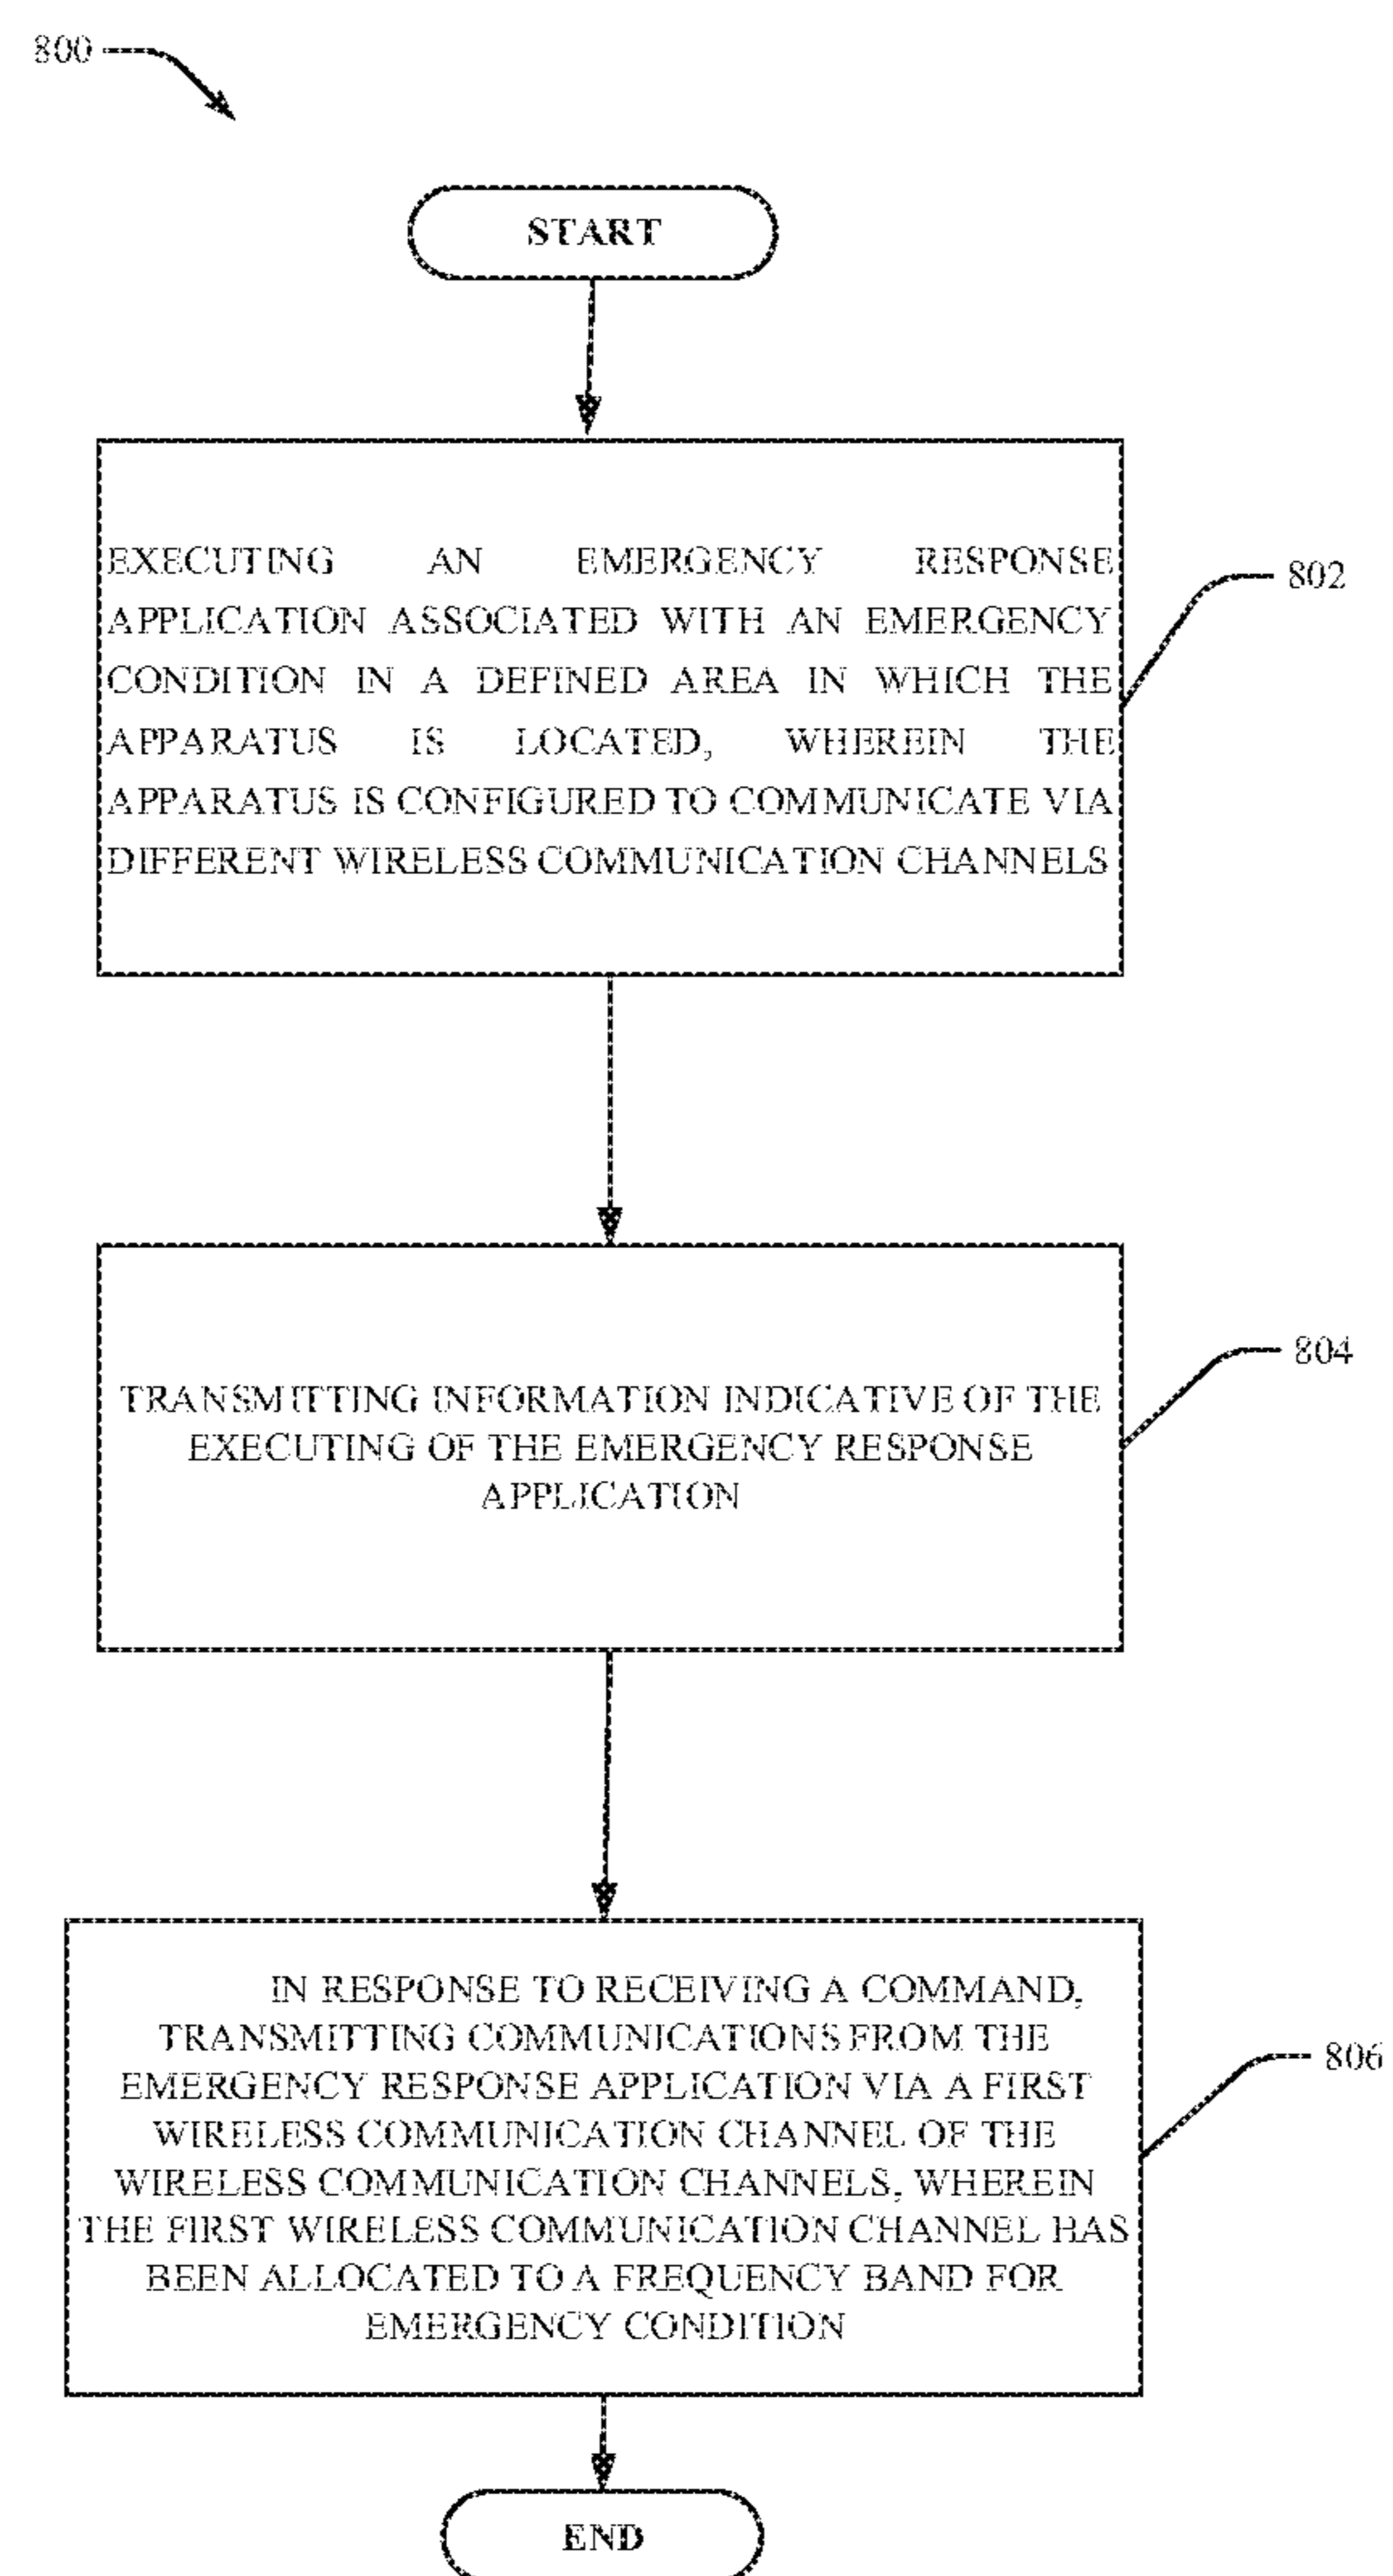 800
START
EXECUTING AN EMERGENCY RESPONSE
APPLICATION ASSOCIATED WITH AN EMERGENCY
CONDITION IN A DEFINED AREA IN WHICH THE
APPARATUS IS LOCATED, WHEREIN THE
APPARATUS IS CONFIGURED TO COMMUNICATE VIA
DIFFERENT WIRELESS COMMUNICATION CHANNELS
802
TRANSMITTING INFORMATION INDICATIVE OF THE
EXECUTING OF THE EMERGENCY RESPONSE
APPLICATION
804
IN RESPONSE TO RECEIVING A COMMAND,
TRANSMITTING COMMUNICATIONS FROM THE
EMERGENCY RESPONSE APPLICATION VIA A FIRST
WIRELESS COMMUNICATION CHANNEL OF THE
WIRELESS COMMUNICATION CHANNELS, WHEREIN
THE FIRST WIRELESS COMMUNICATION CHANNEL HAS
BEEN ALLOCATED TO A FREQUENCY BAND FOR
EMERGENCY CONDITION
806
END